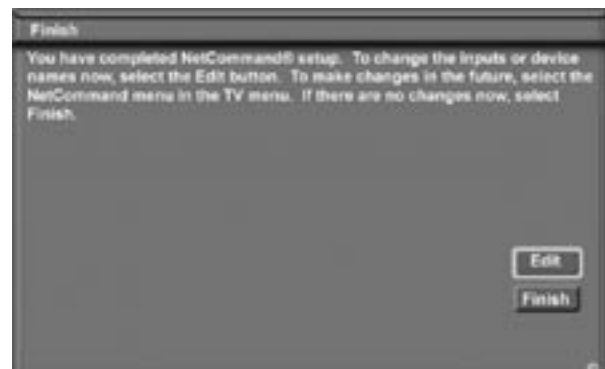 Finish
You have completed NetCommand® setup. To change the inputs or device
names now, select the Edit button. To make changes in the future, select the
NetCommand menu in the TV menu. If there are no changes now, select
Finish.
Edit
Finish